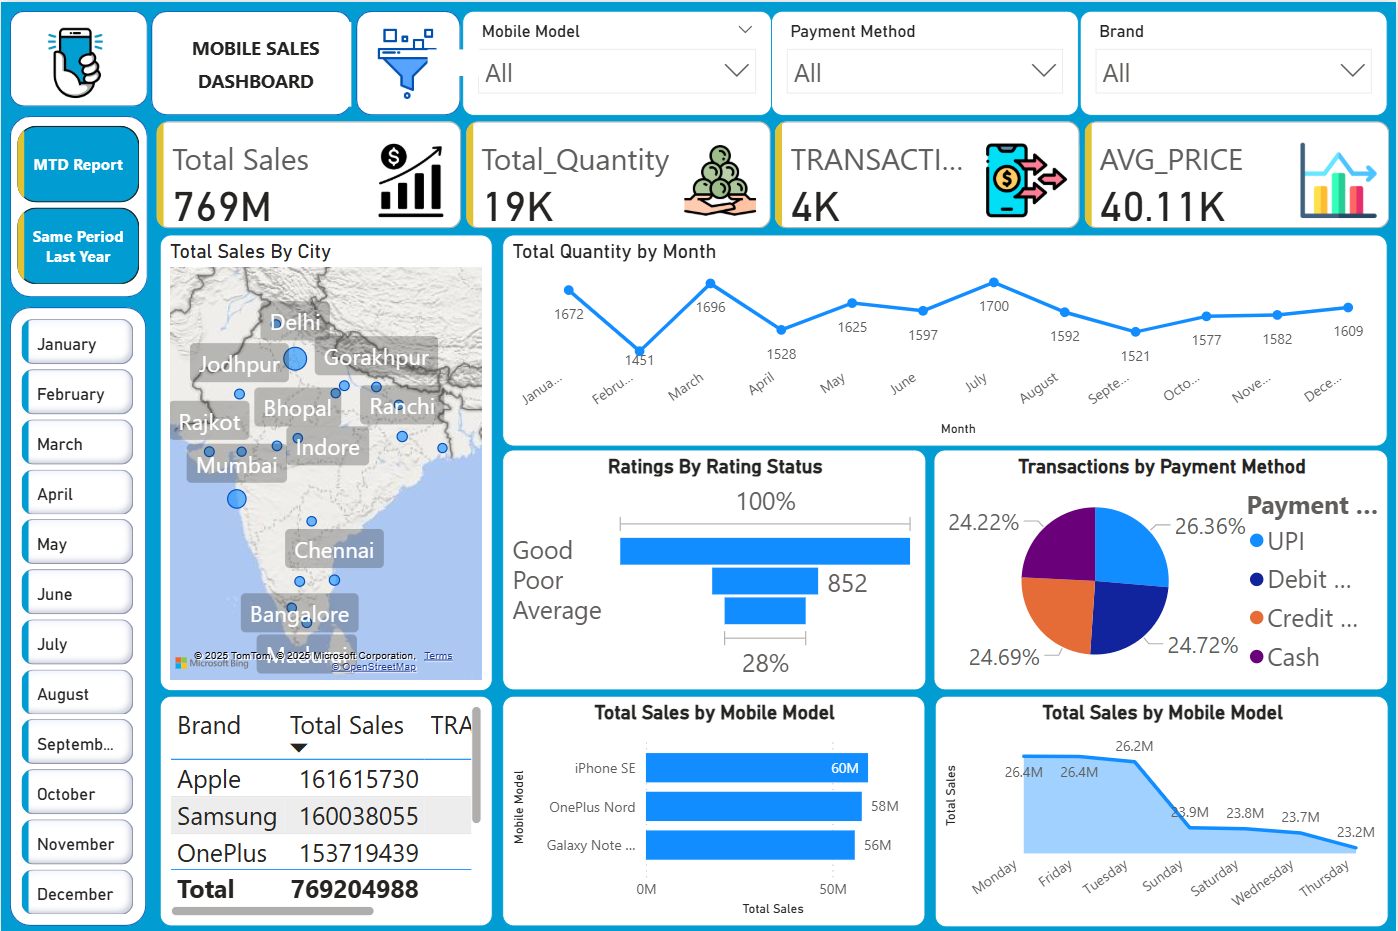 MOBILE SALES
DASHBOARD
Mobile Model
All
Payment Method
All
Brand
All
MTD Report
Same Period
Last Year
Total Sales
769M
Total_Quantity
19K
TRANSACTI...
4K
AVG_PRICE
40.11K
January
February
March
April
May
June
July
August
Septemb...
October
November
December
Total Sales By City
Delhi
Jodhpur
Gorakhpur
Bhopal
Ranchi
Rajkot
Indore
Mumbai
Chennai
Bangalore
Madurai
© 2025 TomTom, © 2025 Microsoft Corporation, Terms
Microsoft Bing
© OpenStreetMap
Total Quantity by Month
1672
1451
1696
1528
1625
1597
1700
1592
1521
1577
1582
1609
Janua...
Febru...
March
April
May
June
July
August
Septe...
Octo...
Nove...
Dece...
Month
Ratings By Rating Status
100%
Good
Poor
852
Average
28%
Transactions by Payment Method
24.22%
26.36%
24.69%
24.72%
Payment ...
UPI
Debit ...
Credit ...
Cash
Brand Total Sales TRA
Apple 161615730
Samsung 160038055
OnePlus 153719439
Total 769204988
Total Sales by Mobile Model
Mobile Model
iPhone SE 60M
OnePlus Nord 58M
Galaxy Note ... 56M
0M 50M
Total Sales
Total Sales by Mobile Model
Total Sales
26.4M
26.4M
26.2M
23.9M
23.8M
23.7M
23.2M
Monday
Friday
Tuesday
Sunday
Saturday
Wednesday
Thursday